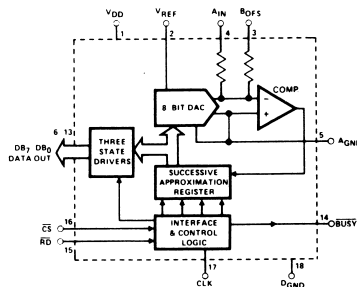 VDD VREF AIN BOFS
1 2 4 3
COMP
8 BIT DAC
− +
5 AGND
6 13
DB7 DB0
DATA OUT
THREE
STATE
DRIVERS
SUCCESSIVE
APPROXIMATION
REGISTER
14 BUSY
CS 16
RD 15
INTERFACE
& CONTROL
LOGIC
17 18
CLK DGND